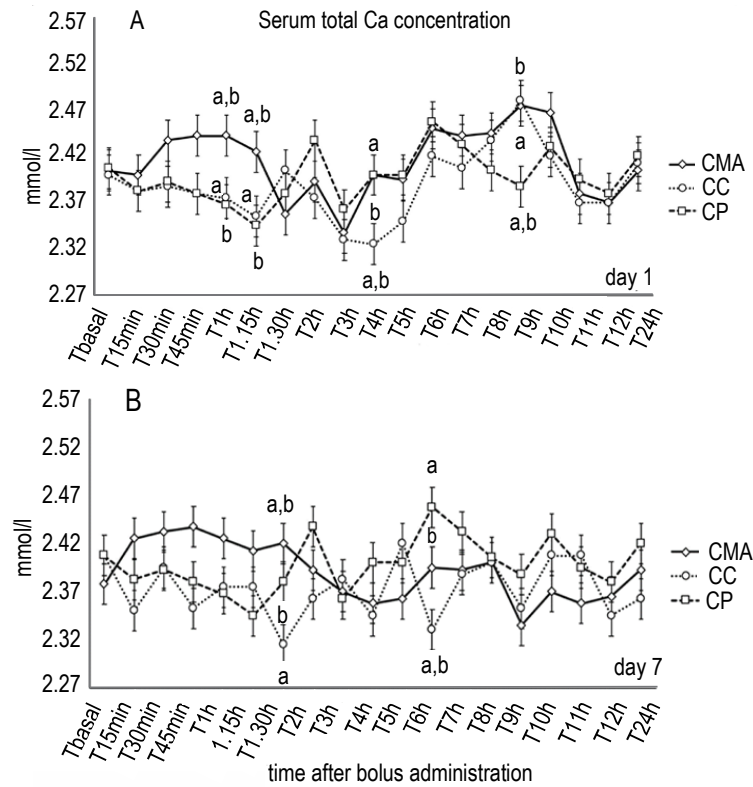 A
Serum total Ca concentration
mmol/l
2.57
2.52
2.47
2.42
2.37
2.32
2.27
a,b
a,b
a
a
b
b
a
b
a,b
b
a
a,b
day 1
CMA
CC
CP
Tbasal
T15min
T30min
T45min
T1h
T1.15h
T1.30h
T2h
T3h
T4h
T5h
T6h
T7h
T8h
T9h
T10h
T11h
T12h
T24h
B
mmol/l
2.57
2.52
2.47
2.42
2.37
2.32
2.27
a,b
b
a
a
b
a,b
day 7
CMA
CC
CP
Tbasal
T15min
T30min
T45min
T1h
1.15h
T1.30h
T2h
T3h
T4h
T5h
T6h
T7h
T8h
T9h
T10h
T11h
T12h
T24h
time after bolus administration